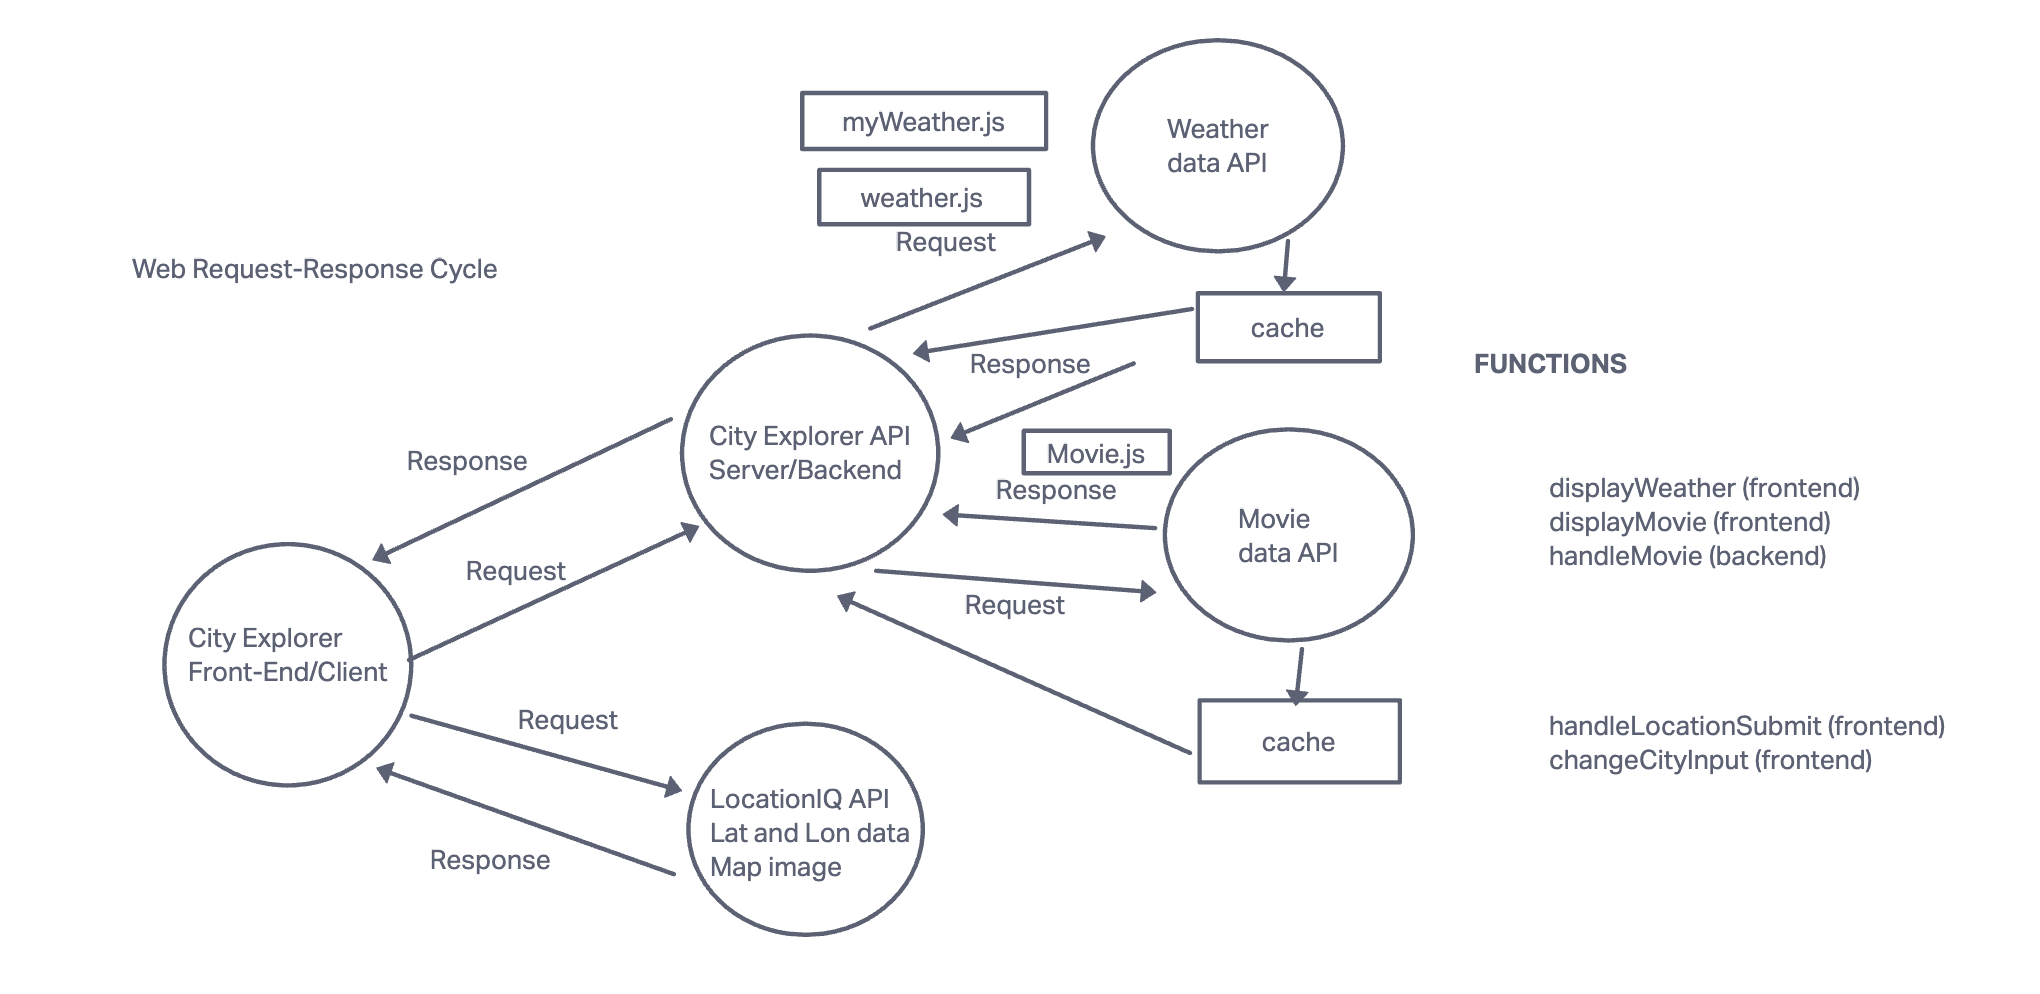 myWeather.js
Weather
data API
weather.js
Request
Web Request-Response Cycle
cache
Response
FUNCTIONS
City Explorer API
Server/Backend
Movie.js
Response
Response
displayWeather (frontend)
displayMovie (frontend)
handleMovie (backend)
Movie
data API
Request
Request
City Explorer
Front-End/Client
Request
cache
handleLocationSubmit (frontend)
changeCityInput (frontend)
LocationIQ API
Lat and Lon data
Map image
Response